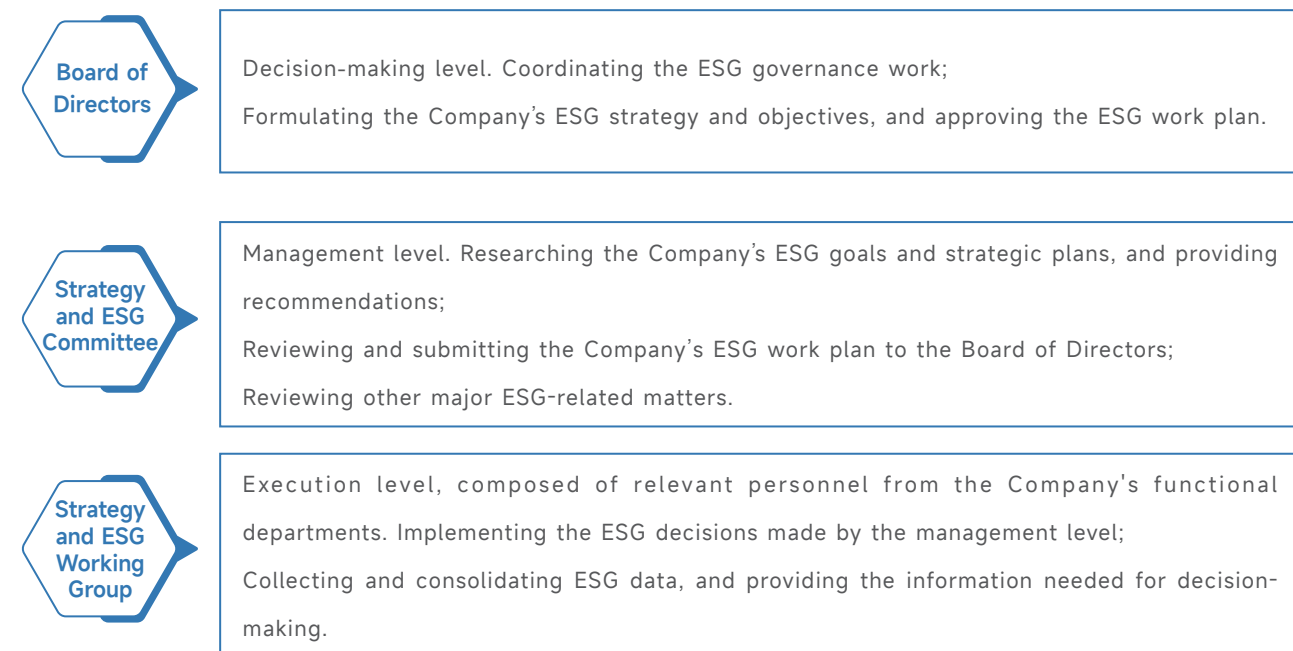 Board of
Directors
Decision-making level. Coordinating the ESG governance work;
Formulating the Company’s ESG strategy and objectives, and approving the ESG work plan.
Strategy
and ESG
Committee
Management level. Researching the Company’s ESG goals and strategic plans, and providing
recommendations;
Reviewing and submitting the Company’s ESG work plan to the Board of Directors;
Reviewing other major ESG-related matters.
Strategy
and ESG
Working
Group
Execution level, composed of relevant personnel from the Company's functional
departments. Implementing the ESG decisions made by the management level;
Collecting and consolidating ESG data, and providing the information needed for decision-
making.